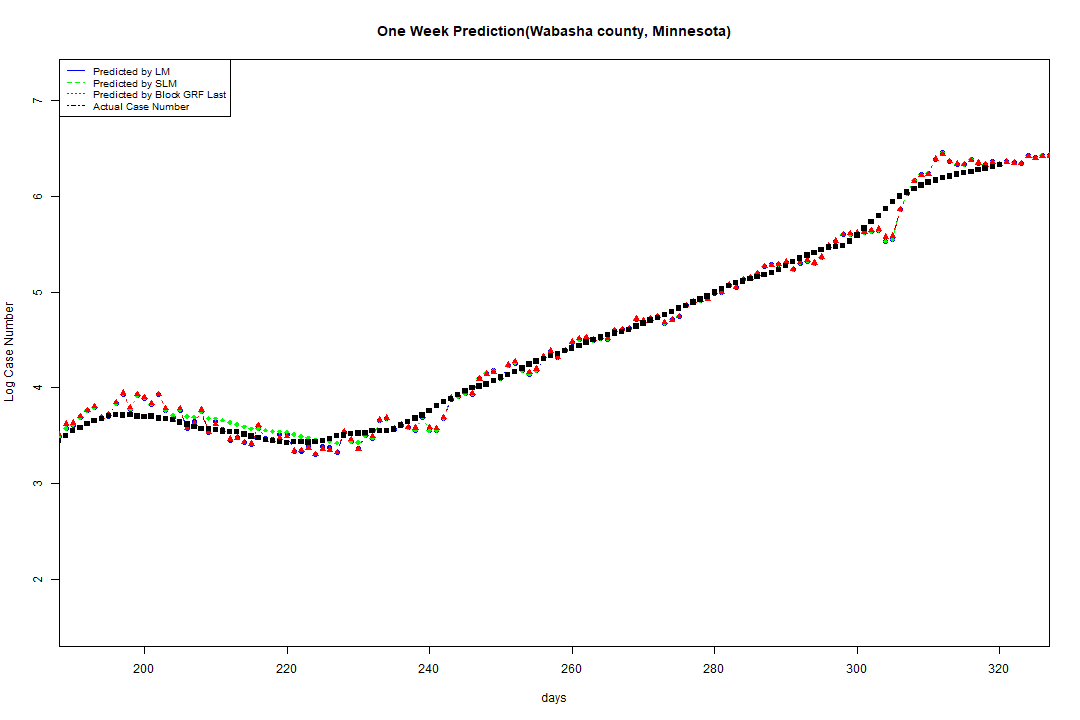 One Week Prediction(Wabasha county, Minnesota)
Predicted by LM
Predicted by SLM
Predicted by Block GRF Last
Actual Case Number
7
6
5
4
3
2
Log Case Number
200 220 240 260 280 300 320
days